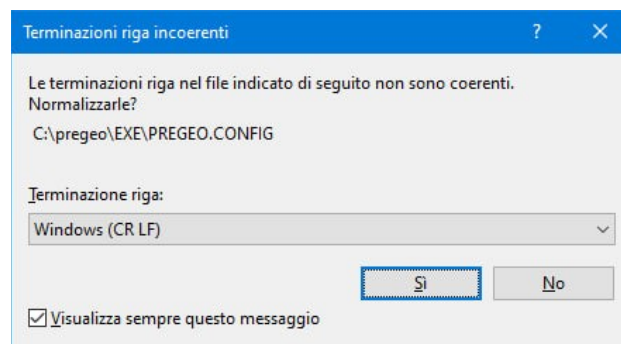 Terminazioni riga incoerenti
Le terminazioni riga nel file indicato di seguito non sono coerenti.
Normalizzarle?
C:\pregeo\EXE\PREGEO.CONFIG
Terminazione riga:
Windows (CR LF)
Sì No
Visualizza sempre questo messaggio